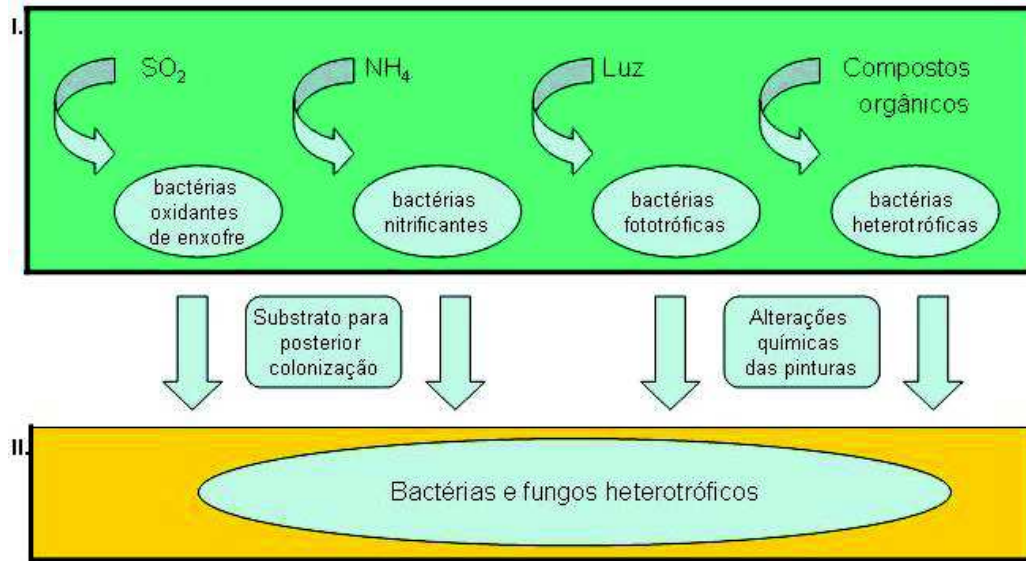 I.
SO₂
NH₄
Luz
Compostos
orgânicos
bactérias
oxidantes
de enxofre
bactérias
nitrificantes
bactérias
fototróficas
bactérias
heterotróficas
Substrato para
posterior
colonização
Alterações
químicas
das pinturas
II.
Bactérias e fungos heterotróficos